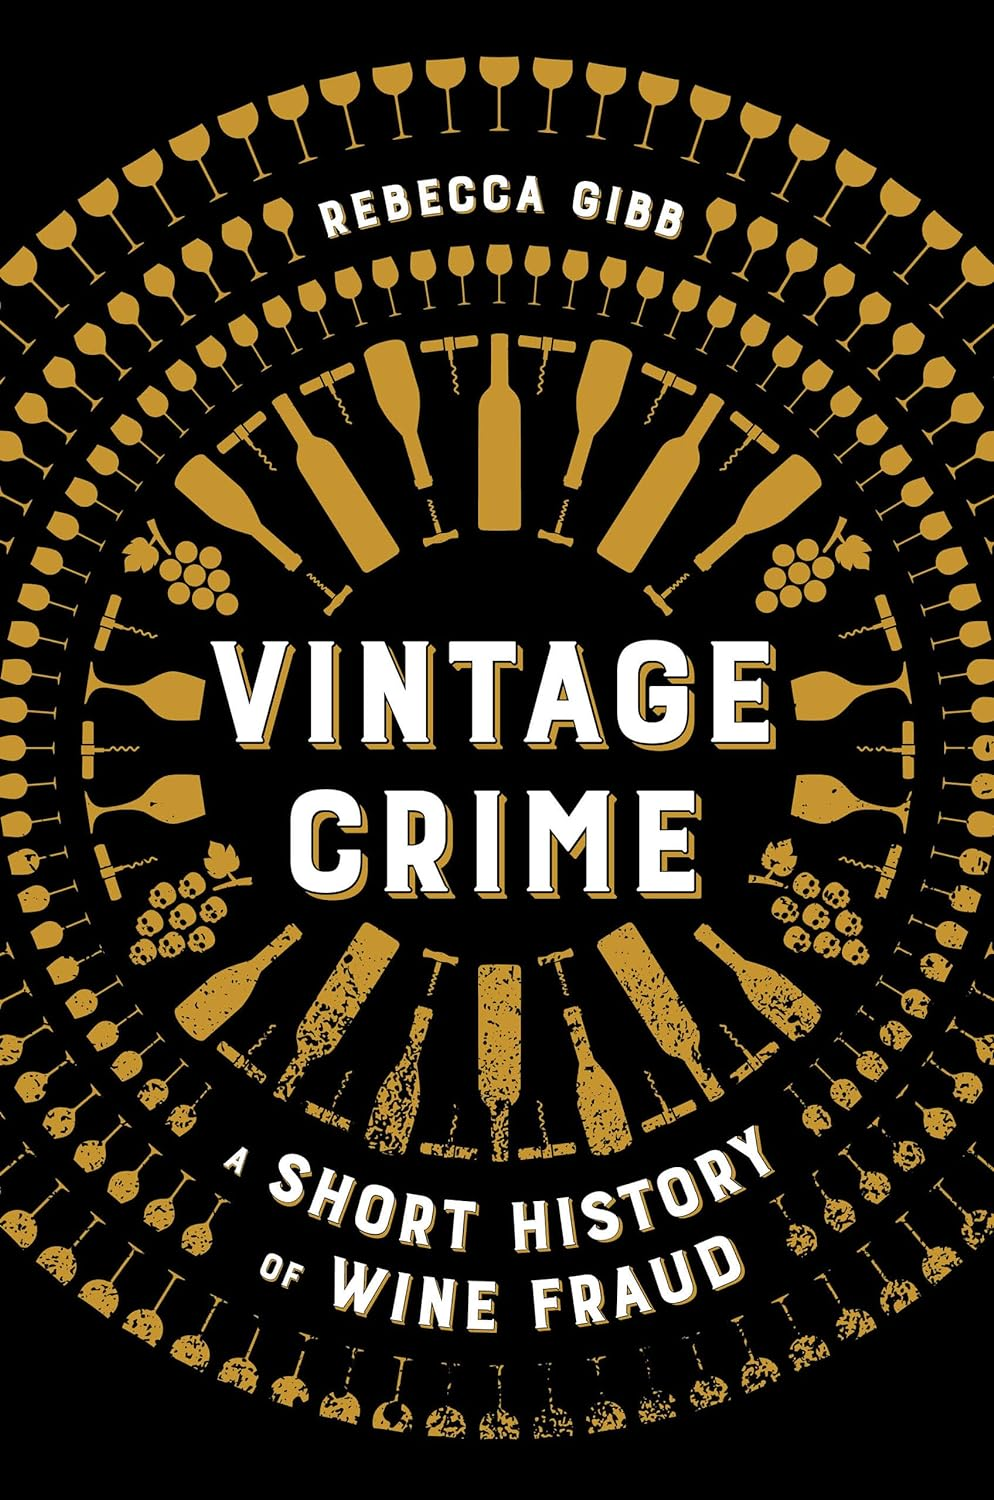 REBECCA GIBB
VINTAGE
CRIME
A SHORT HISTORY
OF WINE FRAUD